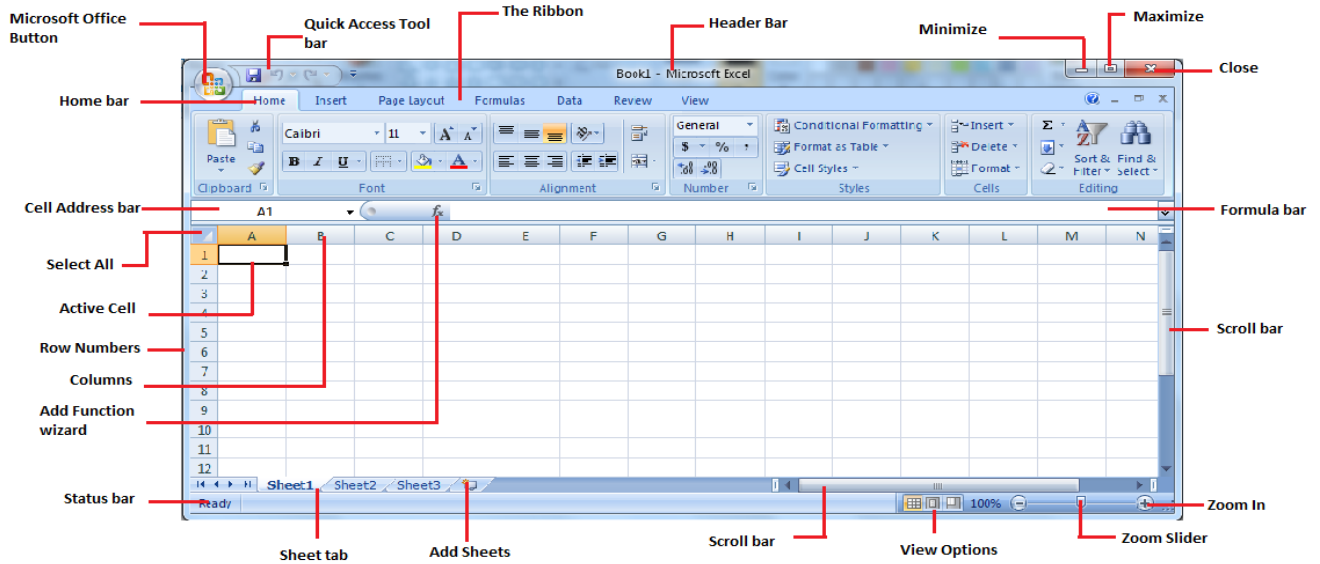 Microsoft Office
Button
Quick Access Tool
bar
The Ribbon
Header Bar
Minimize
Maximize
Close
Book1 - Microsoft Excel
Home bar
Home Insert Page Layout Formulas Data Review View
Paste
Clipboard
Calibri 11
B I U A
Font
Alignment
General
$ % ,
Number
Conditional Formatting
Format as Table
Cell Styles
Styles
Insert
Delete
Format
Cells
Σ
Sort &
Filter
Find &
Select
Editing
Cell Address bar
A1
fx
Formula bar
Select All
A B C D E F G H I J K L M N
1
2
3
4
5
6
7
8
9
10
11
12
Active Cell
Row Numbers
Columns
Add Function
wizard
Scroll bar
Sheet1 Sheet2 Sheet3
Status bar
Ready
100%
Zoom In
Sheet tab
Add Sheets
Scroll bar
View Options
Zoom Slider